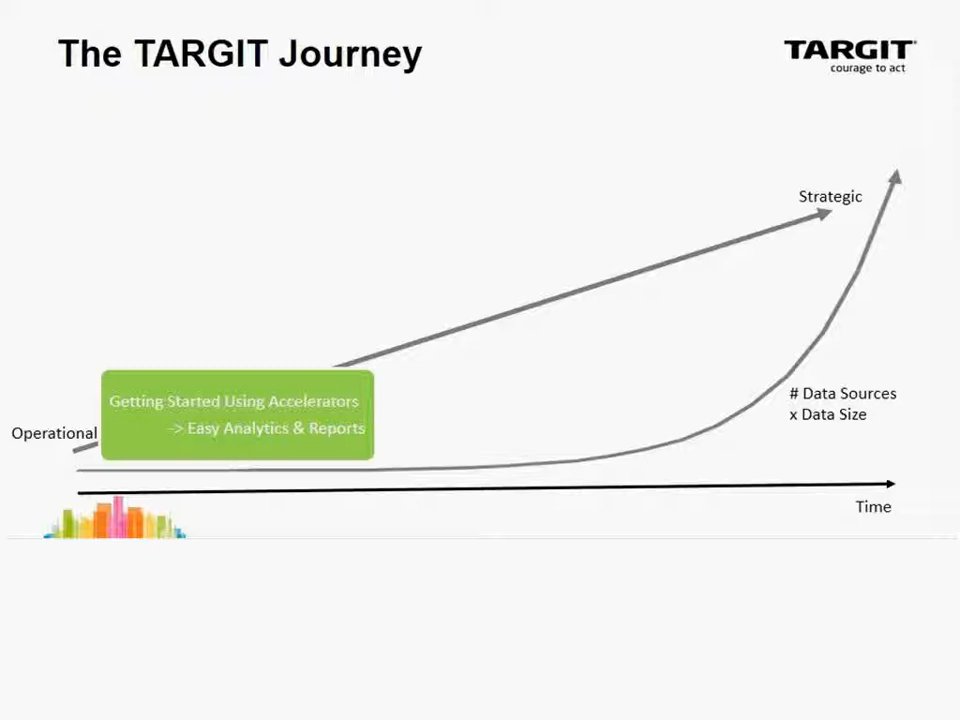 The TARGIT Journey
TARGIT
courage to act
Strategic
Getting Started Using Accelerators
-> Easy Analytics & Reports
Operational
# Data Sources
x Data Size
Time